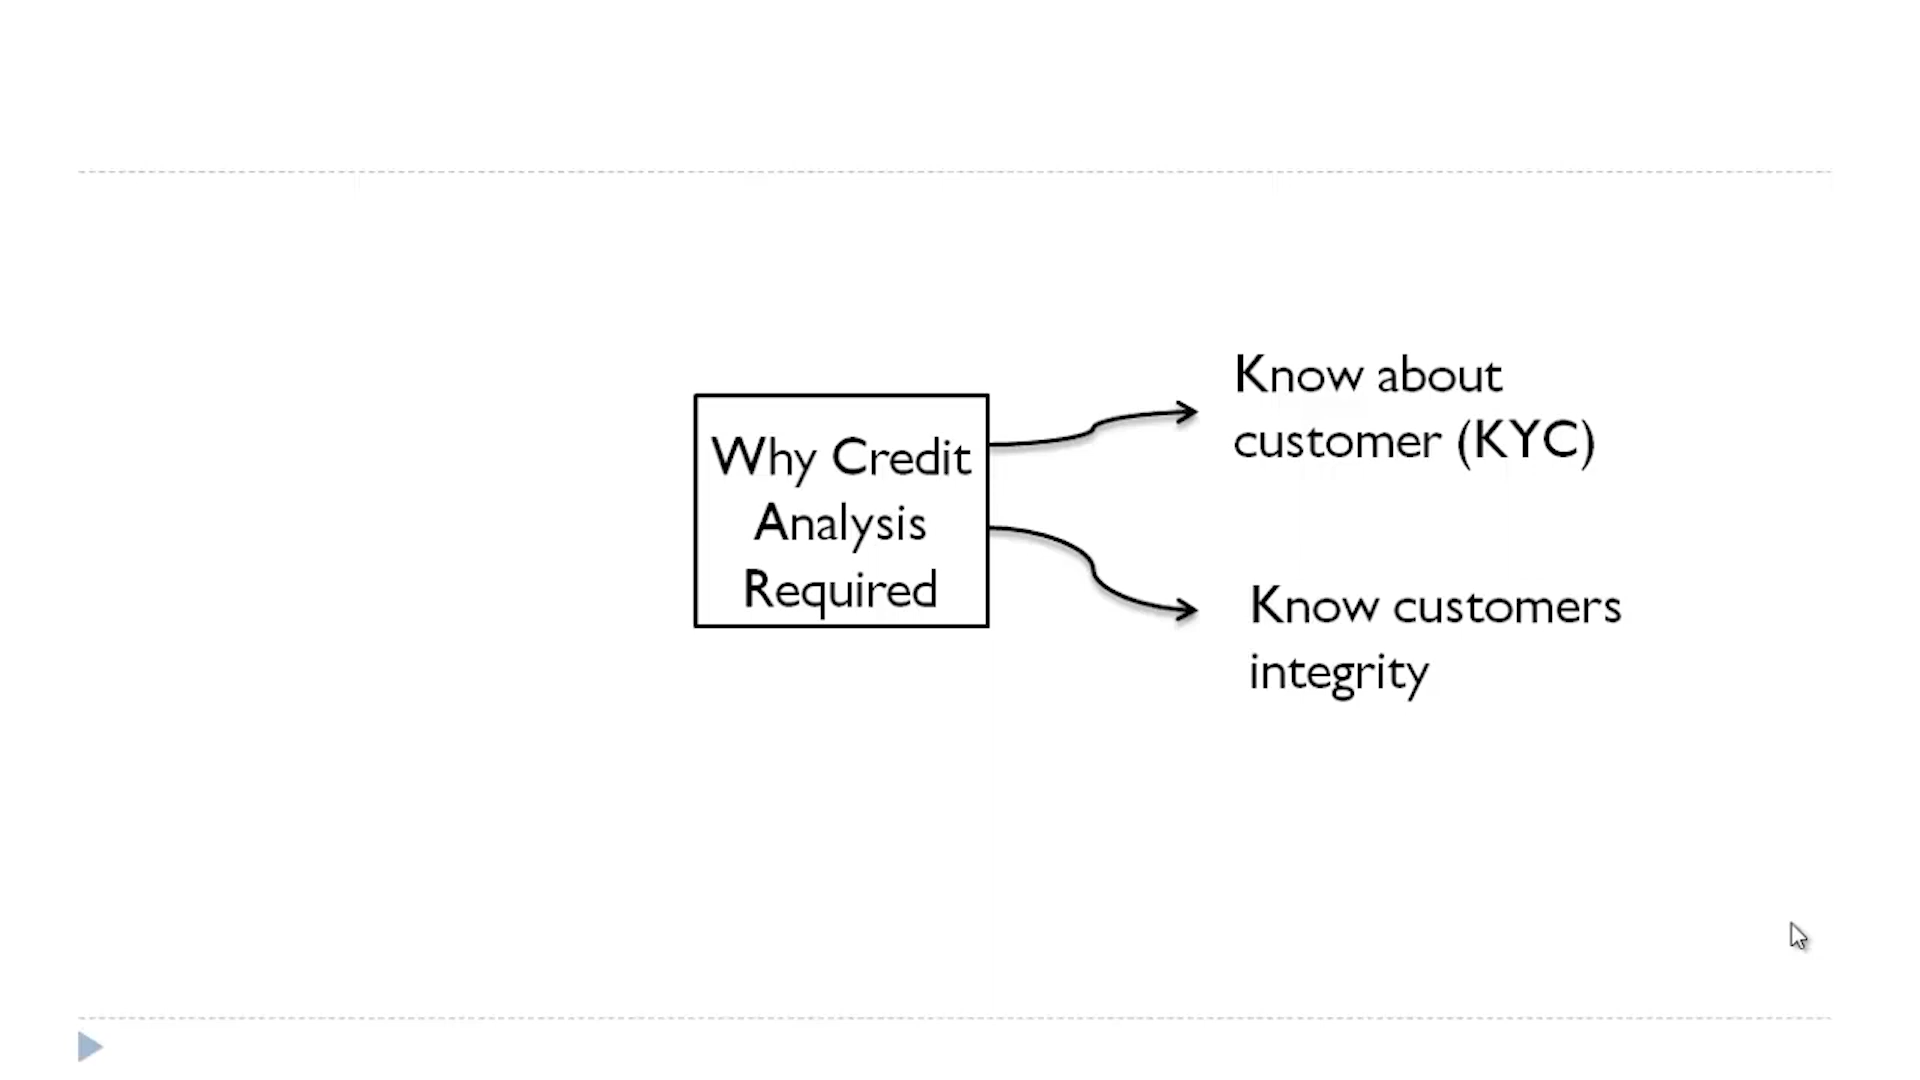 Why Credit
Analysis
Required
Know about
customer (KYC)
Know customers
integrity